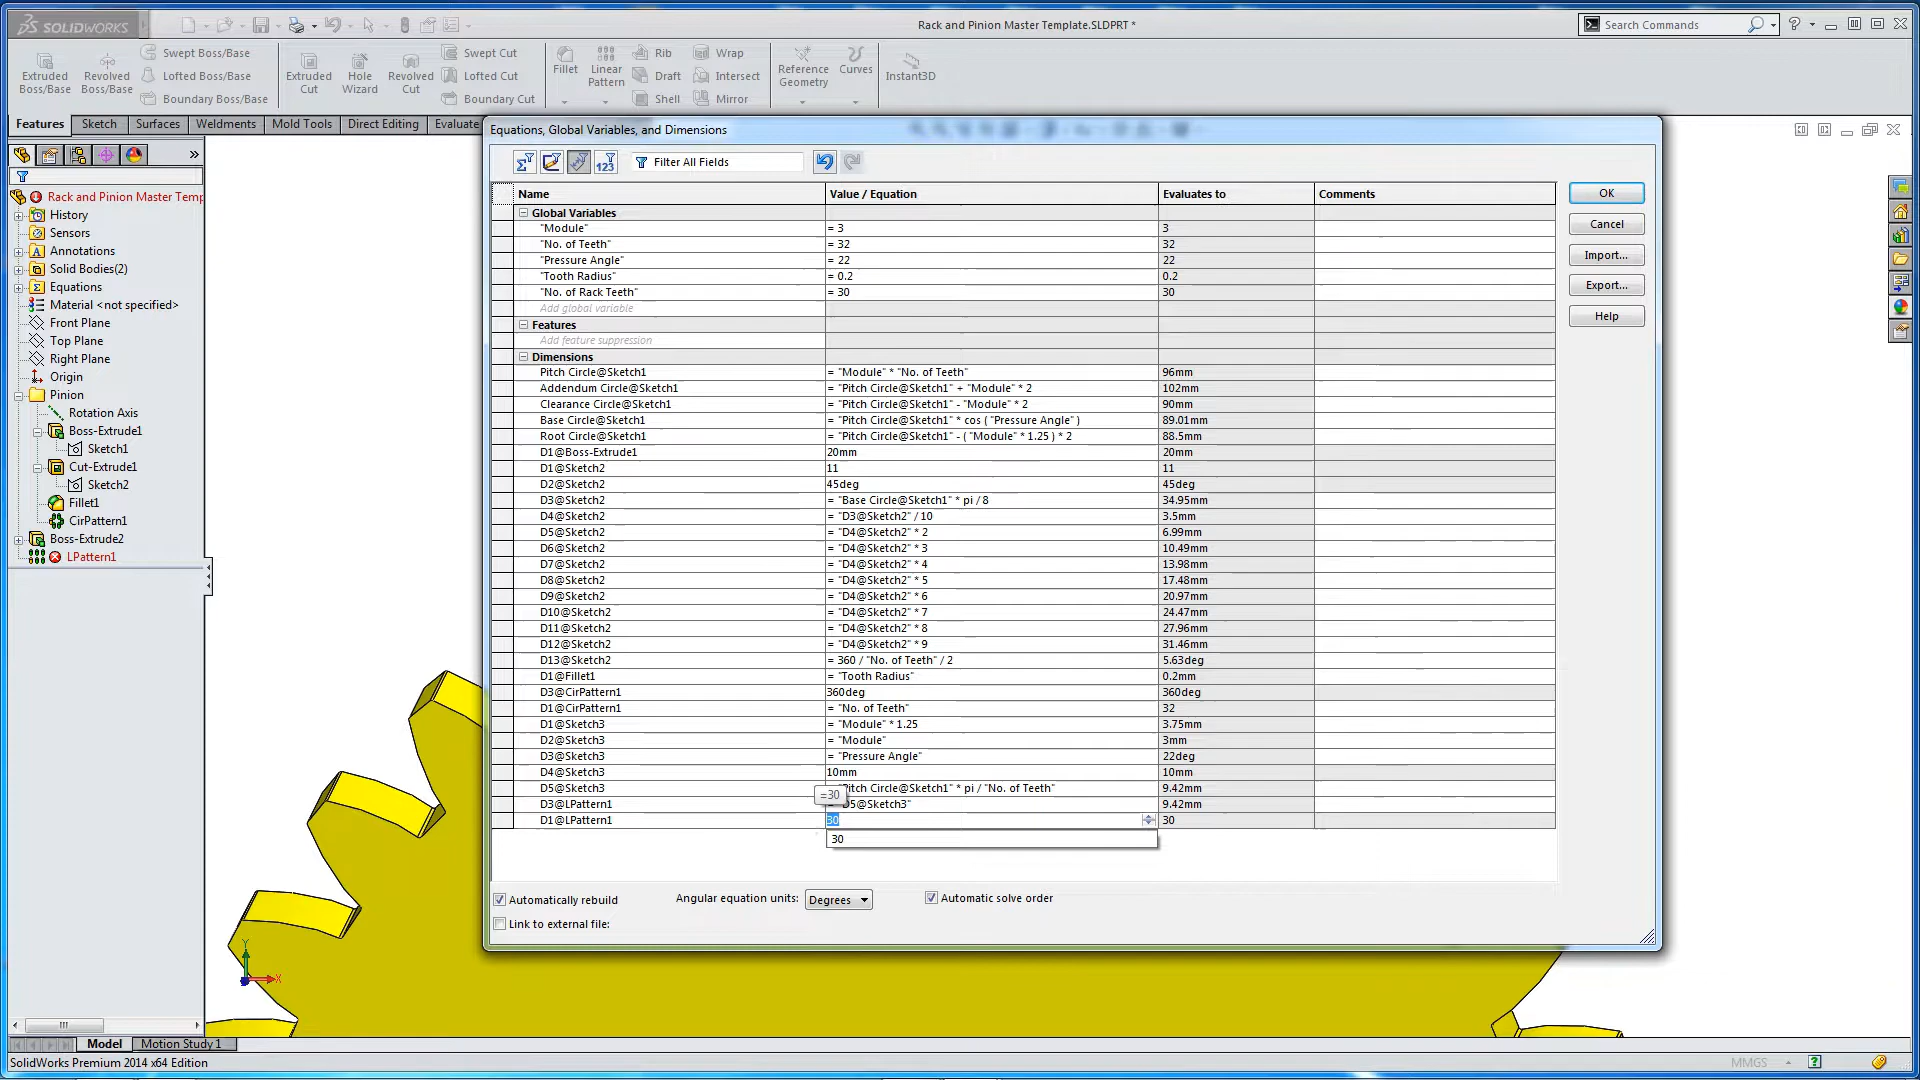 SOLIDWORKS
Rack and Pinion Master Template.SLDPRT *
Search Commands
Extruded Boss/Base
Revolved Boss/Base
Swept Boss/Base
Lofted Boss/Base
Boundary Boss/Base
Extruded Cut
Hole Wizard
Revolved Cut
Swept Cut
Lofted Cut
Boundary Cut
Fillet
Linear Pattern
Rib
Draft
Shell
Wrap
Intersect
Mirror
Reference Geometry
Curves
Instant3D
Features Sketch Surfaces Weldments Mold Tools Direct Editing Evaluate
Rack and Pinion Master Temp
History
Sensors
Annotations
Solid Bodies(2)
Equations
Material <not specified>
Front Plane
Top Plane
Right Plane
Origin
Pinion
Rotation Axis
Boss-Extrude1
Sketch1
Cut-Extrude1
Sketch2
Fillet1
CirPattern1
Boss-Extrude2
LPattern1
Equations, Global Variables, and Dimensions
Filter All Fields
Name Value / Equation Evaluates to Comments
Global Variables
"Module" = 3 3
"No. of Teeth" = 32 32
"Pressure Angle" = 22 22
"Tooth Radius" = 0.2 0.2
"No. of Rack Teeth" = 30 30
Add global variable
Features
Add feature suppression
Dimensions
Pitch Circle@Sketch1 = "Module" * "No. of Teeth" 96mm
Addendum Circle@Sketch1 = "Pitch Circle@Sketch1" + "Module" * 2 102mm
Clearance Circle@Sketch1 = "Pitch Circle@Sketch1" - "Module" * 2 90mm
Base Circle@Sketch1 = "Pitch Circle@Sketch1" * cos ( "Pressure Angle" ) 89.01mm
Root Circle@Sketch1 = "Pitch Circle@Sketch1" - ( "Module" * 1.25 ) * 2 88.5mm
D1@Boss-Extrude1 20mm 20mm
D1@Sketch2 11 11
D2@Sketch2 45deg 45deg
D3@Sketch2 = "Base Circle@Sketch1" * pi / 8 34.95mm
D4@Sketch2 = "D3@Sketch2" / 10 3.5mm
D5@Sketch2 = "D4@Sketch2" * 2 6.99mm
D6@Sketch2 = "D4@Sketch2" * 3 10.49mm
D7@Sketch2 = "D4@Sketch2" * 4 13.98mm
D8@Sketch2 = "D4@Sketch2" * 5 17.48mm
D9@Sketch2 = "D4@Sketch2" * 6 20.97mm
D10@Sketch2 = "D4@Sketch2" * 7 24.47mm
D11@Sketch2 = "D4@Sketch2" * 8 27.96mm
D12@Sketch2 = "D4@Sketch2" * 9 31.46mm
D13@Sketch2 = 360 / "No. of Teeth" / 2 5.63deg
D1@Fillet1 = "Tooth Radius" 0.2mm
D3@CirPattern1 360deg 360deg
D1@CirPattern1 = "No. of Teeth" 32
D1@Sketch3 = "Module" * 1.25 3.75mm
D2@Sketch3 = "Module" 3mm
D3@Sketch3 = "Pressure Angle" 22deg
D4@Sketch3 10mm 10mm
D5@Sketch3 Pitch Circle@Sketch1" * pi / "No. of Teeth" 9.42mm
=30
D3@LPattern1 = "D5@Sketch3" 9.42mm
D1@LPattern1 30 30
30
OK
Cancel
Import...
Export...
Help
Automatically rebuild
Angular equation units: Degrees
Automatic solve order
Link to external file:
Y
X
Model Motion Study 1
SolidWorks Premium 2014 x64 Edition
MMGS